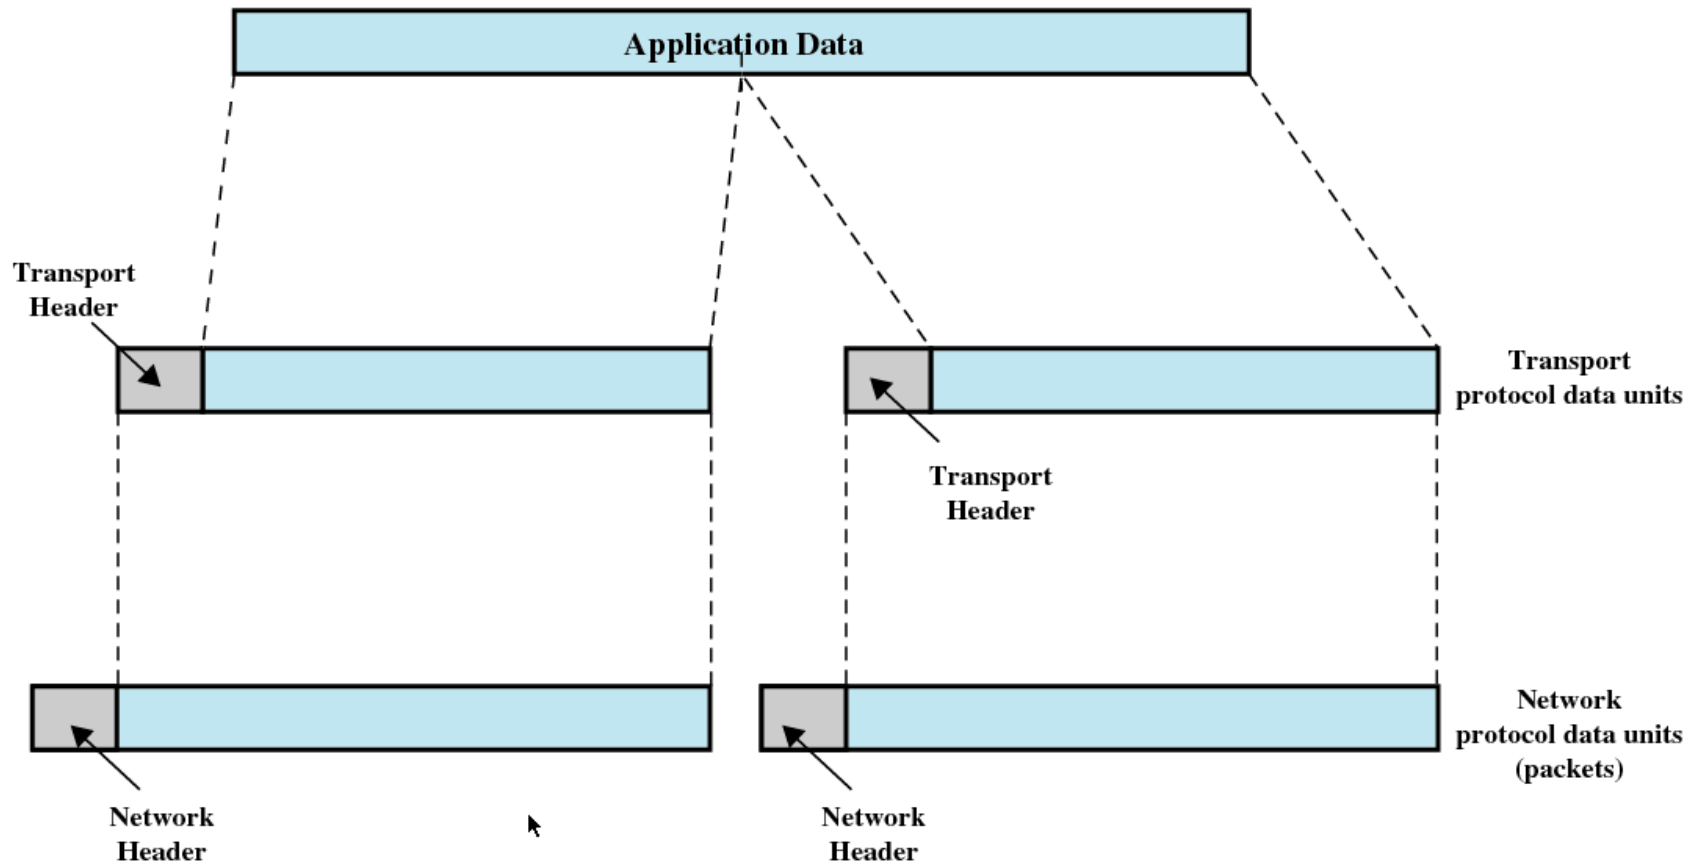 Application Data
Transport
Header
Transport
protocol data units
Transport
Header
Network
protocol data units
(packets)
Network
Header
Network
Header